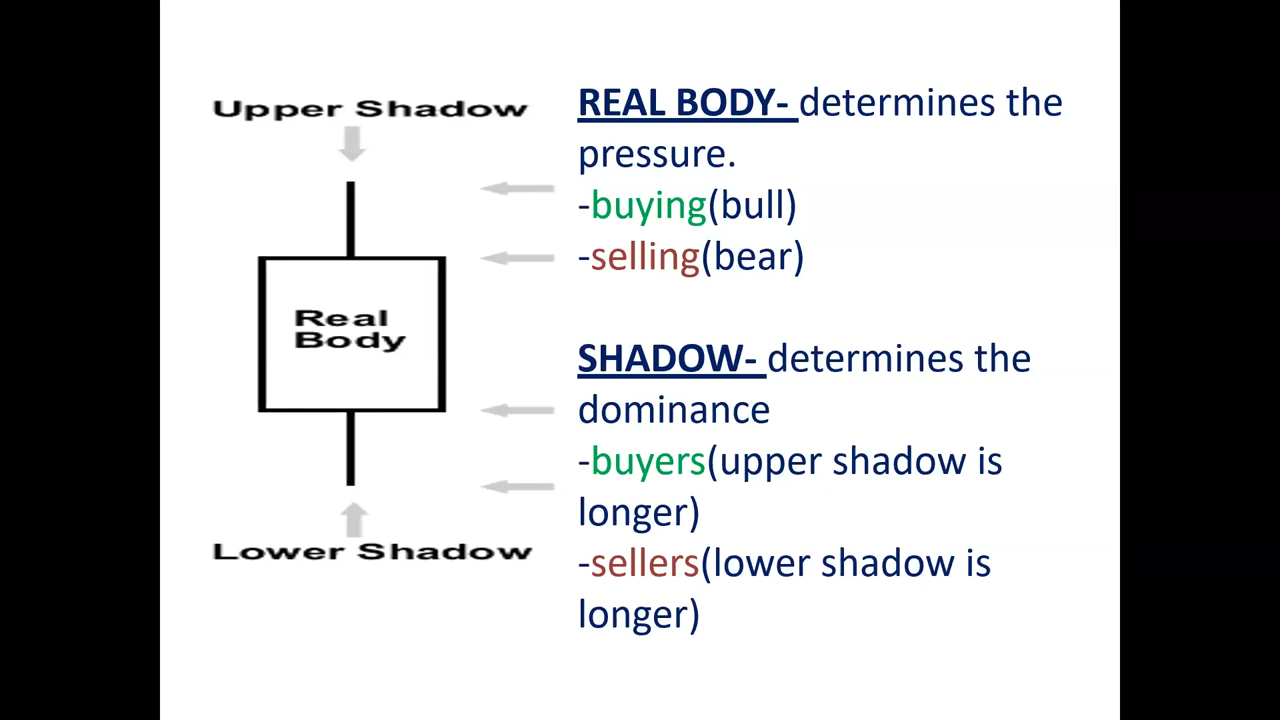 Upper Shadow
Real
Body
Lower Shadow
REAL BODY- determines the
pressure.
-buying(bull)
-selling(bear)
SHADOW- determines the
dominance
-buyers(upper shadow is
longer)
-sellers(lower shadow is
longer)